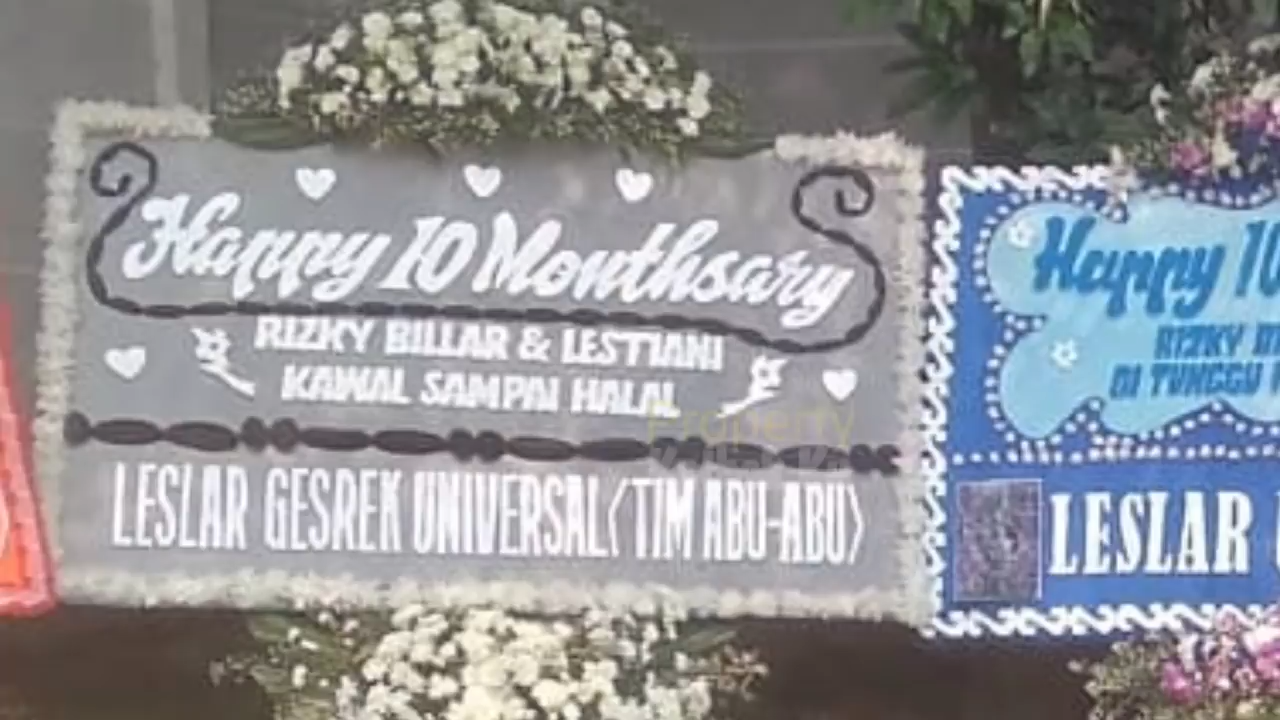 Happy 10 Monthsary
RIZKY BILLAR & LESTIANI
KAWAL SAMPAI HALAL
LESLAR GESREK UNIVERSAL (TIM ABU-ABU)
Property
Happy 10
RIZKY
DI TUNGGU
LESLAR